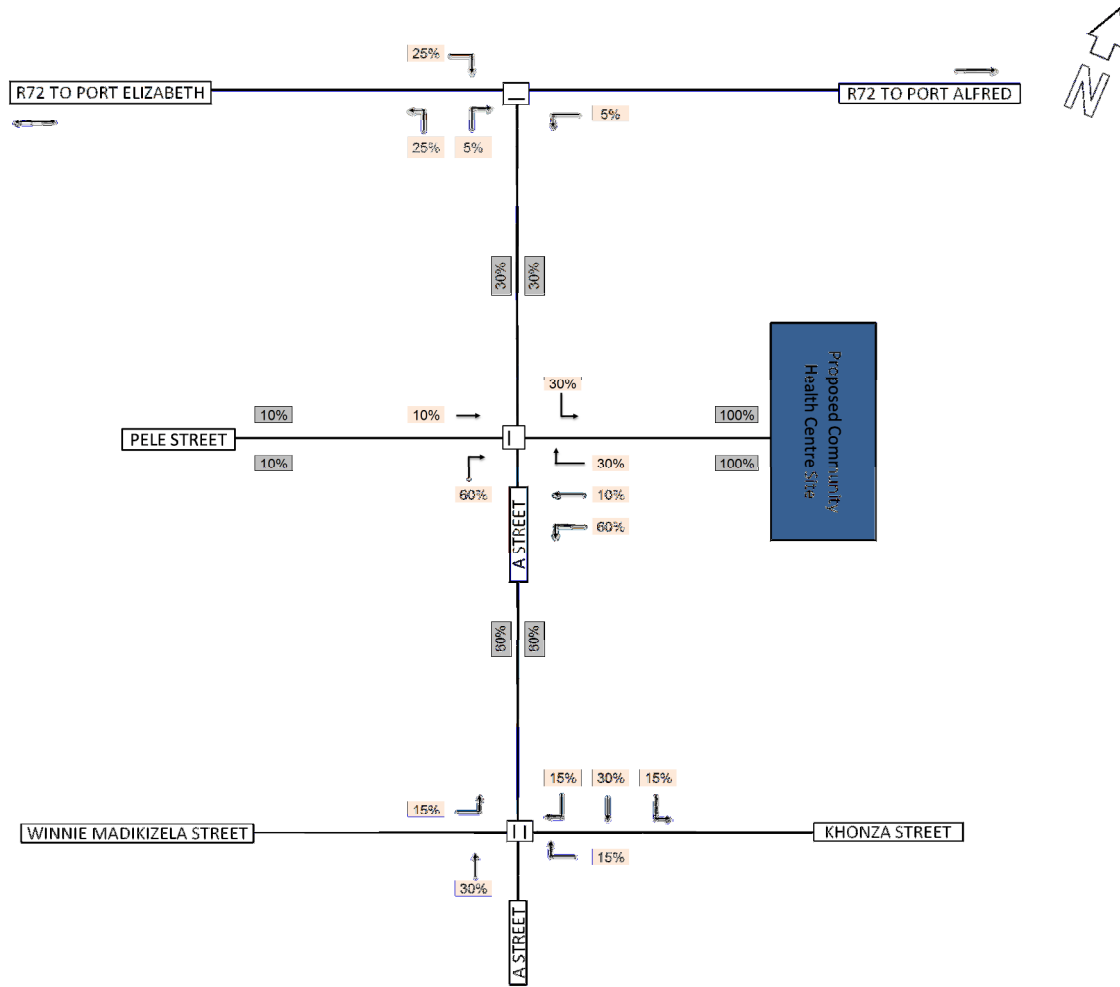 25%
R72 TO PORT ELIZABETH
R72 TO PORT ALFRED
N
5%
25% 5%
30% 30%
Proposed Community
Health Centre Site
30%
10% 10% 100%
PELE STREET
10% 30% 100%
60% 10%
60%
A STREET
60% 60%
15% 30% 15%
15%
WINNIE MADIKIZELA STREET
KHONZA STREET
15%
30%
A STREET